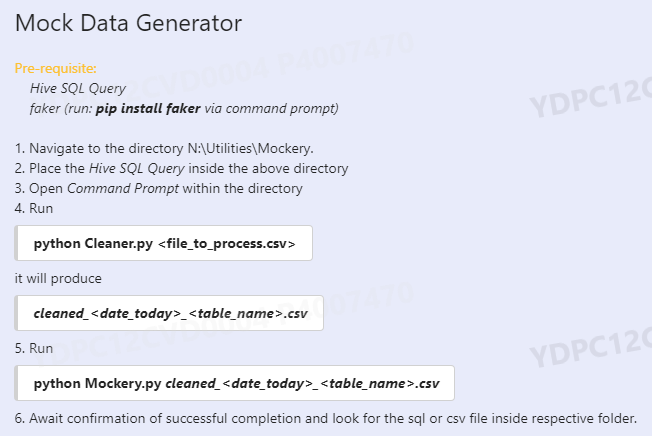 Mock Data Generator
Pre-requisite:
Hive SQL Query
faker (run: pip install faker via command prompt)
1. Navigate to the directory N:\Utilities\Mockery.
2. Place the Hive SQL Query inside the above directory
3. Open Command Prompt within the directory
4. Run
python Cleaner.py <file_to_process.csv>
it will produce
cleaned_<date_today>_<table_name>.csv
5. Run
python Mockery.py cleaned_<date_today>_<table_name>.csv
6. Await confirmation of successful completion and look for the sql or csv file inside respective folder.
YDPC12CVD0004 P4007470
YDPC12C
YDPC12CVD0004 P4007470
YDPC12C